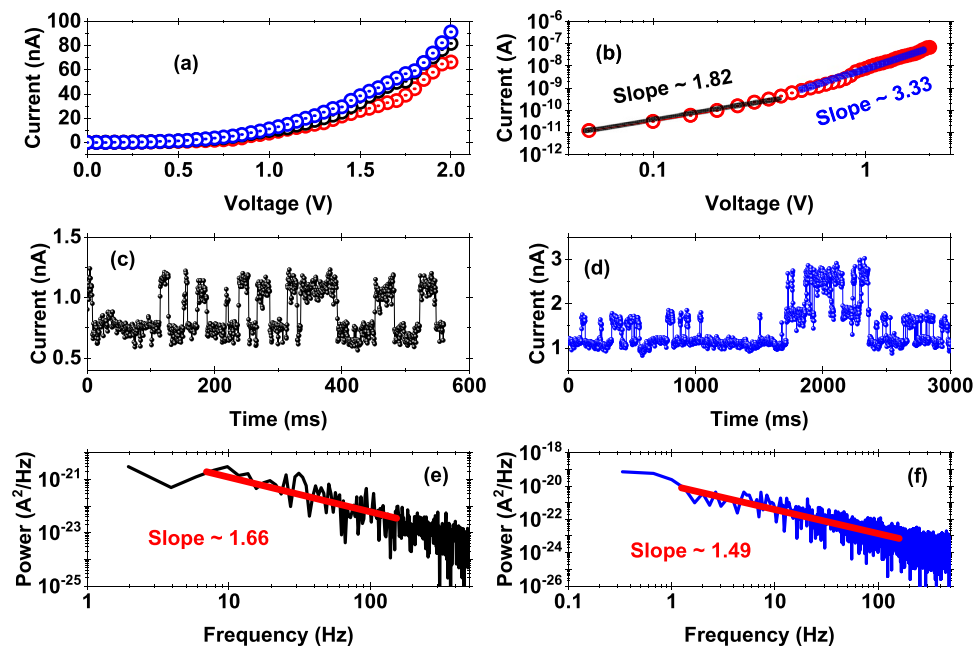 (a)
Current (nA)
100
80
60
40
20
0
0.0 0.5 1.0 1.5 2.0
Voltage (V)
(b)
Current (A)
10^-6
10^-7
10^-8
10^-9
10^-10
10^-11
10^-12
Slope ~ 1.82
Slope ~ 3.33
0.1 1
Voltage (V)
(c)
Current (nA)
1.5
1.0
0.5
0 200 400 600
Time (ms)
(d)
Current (nA)
3
2
1
0 1000 2000 3000
Time (ms)
(e)
Power (A^2/Hz)
10^-21
10^-23
10^-25
Slope ~ 1.66
1 10 100
Frequency (Hz)
(f)
Power (A^2/Hz)
10^-18
10^-20
10^-22
10^-24
10^-26
Slope ~ 1.49
0.1 1 10 100
Frequency (Hz)